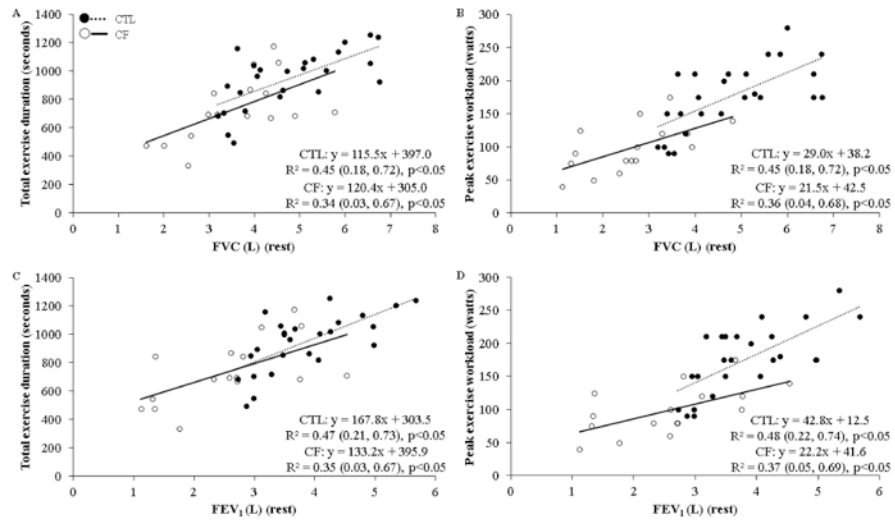 A
CTL
CF
Total exercise duration (seconds)
1400
1200
1000
800
600
400
200
0
CTL: y = 115.5x + 397.0
R² = 0.45 (0.18, 0.72), p<0.05
CF: y = 120.4x + 305.0
R² = 0.34 (0.03, 0.67), p<0.05
0 1 2 3 4 5 6 7 8
FVC (L) (rest)
B
Peak exercise workload (watts)
300
250
200
150
100
50
0
CTL: y = 29.0x + 38.2
R² = 0.45 (0.18, 0.72), p<0.05
CF: y = 21.5x + 42.5
R² = 0.36 (0.04, 0.68), p<0.05
0 1 2 3 4 5 6 7 8
FVC (L) (rest)
C
Total exercise duration (seconds)
1400
1200
1000
800
600
400
200
0
CTL: y = 167.8x + 303.5
R² = 0.47 (0.21, 0.73), p<0.05
CF: y = 133.2x + 395.9
R² = 0.35 (0.03, 0.67), p<0.05
0 1 2 3 4 5 6
FEV₁ (L) (rest)
D
Peak exercise workload (watts)
300
250
200
150
100
50
0
CTL: y = 42.8x + 12.5
R² = 0.48 (0.22, 0.74), p<0.05
CF: y = 22.2x + 41.6
R² = 0.37 (0.05, 0.69), p<0.05
0 1 2 3 4 5 6
FEV₁ (L) (rest)